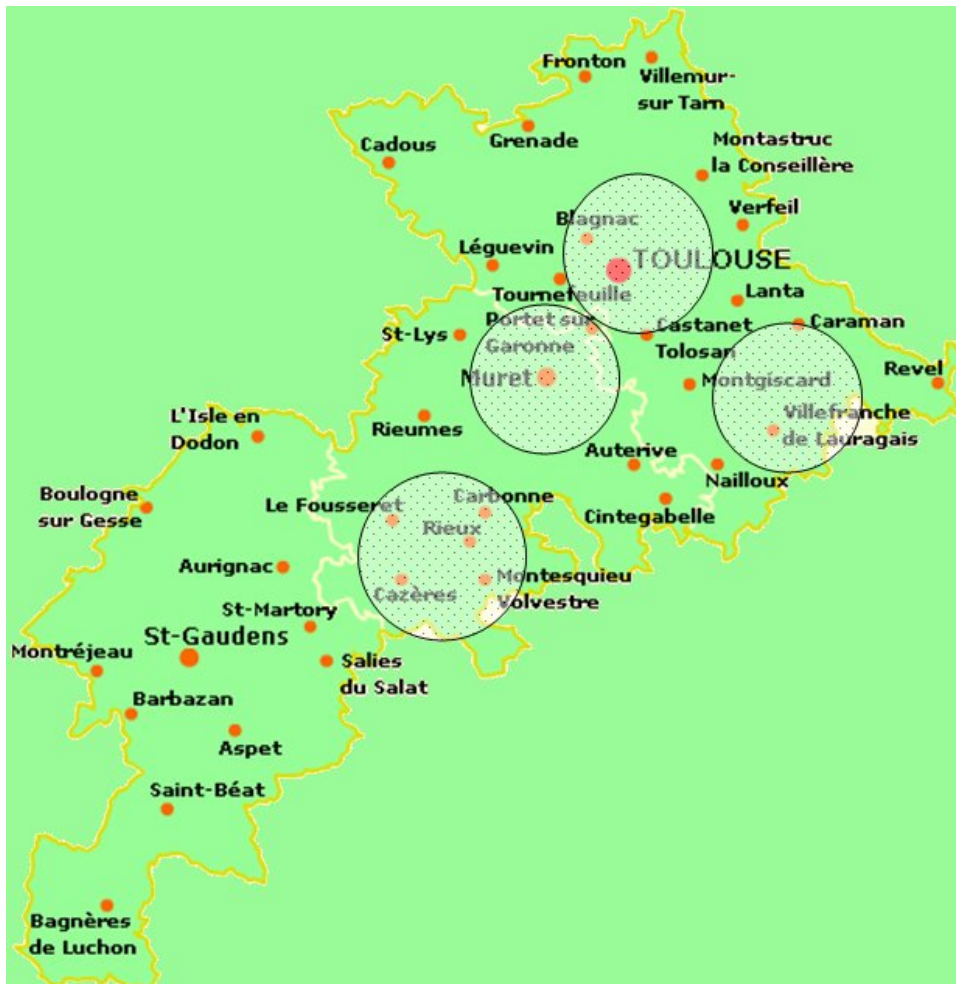 Fronton
Villemur-
sur Tarn
Grenade
Cadous
Montastruc
la Conseillère
Blagnac
Verfeil
Léguevin
TOULOUSE
Tournefeuille
Lanta
Portet sur
Garonne
St-Lys
Castanet
Tolosan
Caraman
Muret
Montgiscard
Revel
L'Isle en
Dodon
Rieumes
Villefranche
de Lauragais
Auterive
Nailloux
Boulogne
sur Gesse
Le Fousseret
Carbonne
Cintegabelle
Rieux
Aurignac
Cazères
Montesquieu
Volvestre
St-Martory
St-Gaudens
Montréjeau
Salies
du Salat
Barbazan
Aspet
Saint-Béat
Bagnères
de Luchon